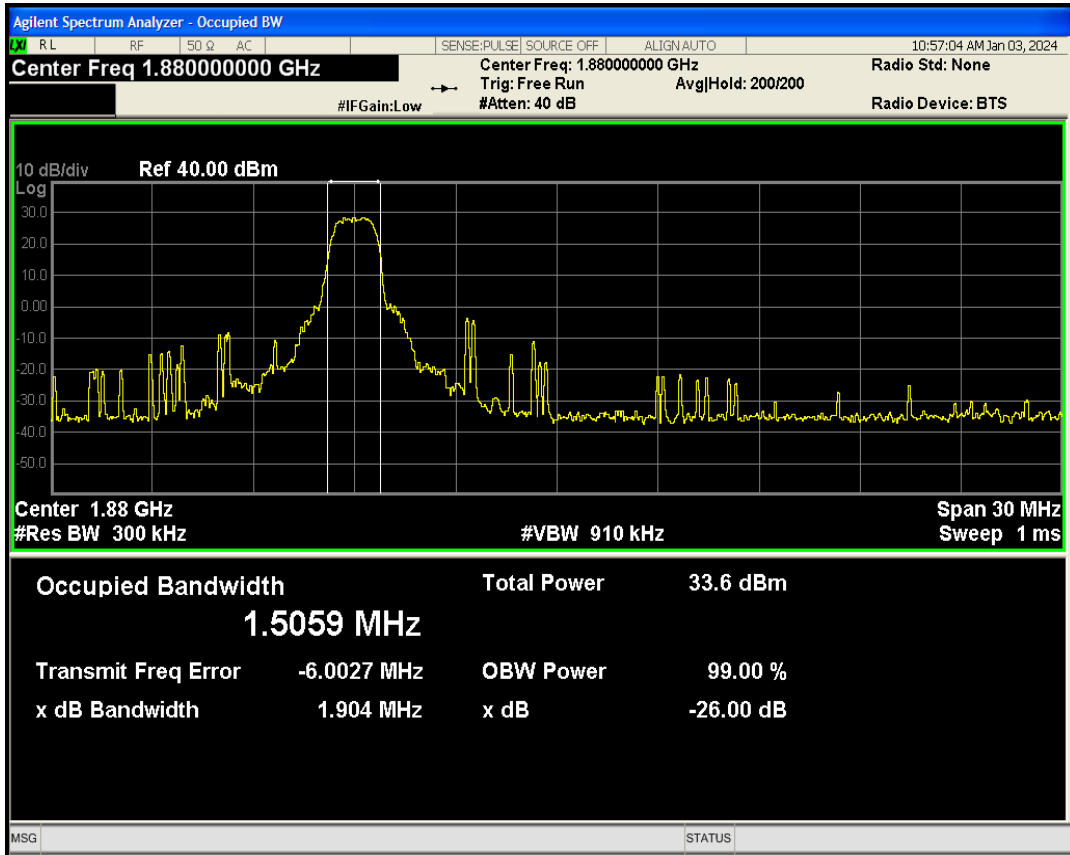 Agilent Spectrum Analyzer - Occupied BW
LXI RL RF 50 Ω AC SENSE:PULSE SOURCE OFF ALIGN AUTO 10:57:04 AM Jan 03, 2024
Center Freq 1.880000000 GHz Center Freq: 1.880000000 GHz Radio Std: None
Trig: Free Run Avg|Hold: 200/200
#IFGain:Low #Atten: 40 dB Radio Device: BTS
10 dB/div Ref 40.00 dBm
Log
30.0
20.0
10.0
0.00
-10.0
-20.0
-30.0
-40.0
-50.0
Center 1.88 GHz Span 30 MHz
#Res BW 300 kHz #VBW 910 kHz Sweep 1 ms
Occupied Bandwidth Total Power 33.6 dBm
1.5059 MHz
Transmit Freq Error -6.0027 MHz OBW Power 99.00 %
x dB Bandwidth 1.904 MHz x dB -26.00 dB
MSG STATUS